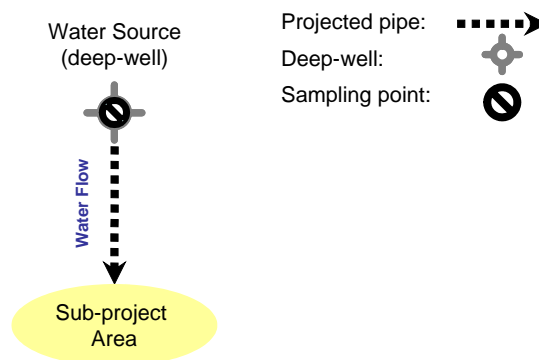 Water Source
(deep-well)
Water Flow
Sub-project
Area
Projected pipe:
Deep-well:
Sampling point: